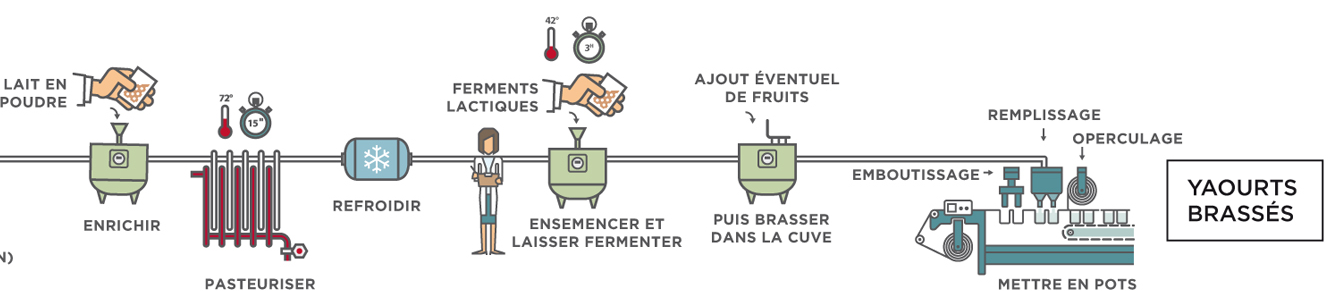 LAIT EN
POUDRE
ENRICHIR
N)
72°
15"
PASTEURISER
REFROIDIR
42°
3H
FERMENTS
LACTIQUES
ENSEMENCER ET
LAISSER FERMENTER
AJOUT ÉVENTUEL
DE FRUITS
PUIS BRASSER
DANS LA CUVE
REMPLISSAGE
OPERCULAGE
EMBOUTISSAGE
METTRE EN POTS
YAOURTS
BRASSÉS